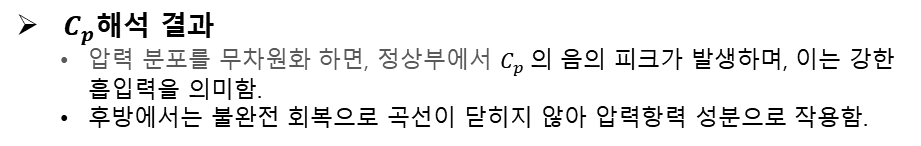 ➤ C_p해석 결과
• 압력 분포를 무차원화 하면, 정상부에서 C_p 의 음의 피크가 발생하며, 이는 강한
흡입력을 의미함.
• 후방에서는 불완전 회복으로 곡선이 닫히지 않아 압력항력 성분으로 작용함.